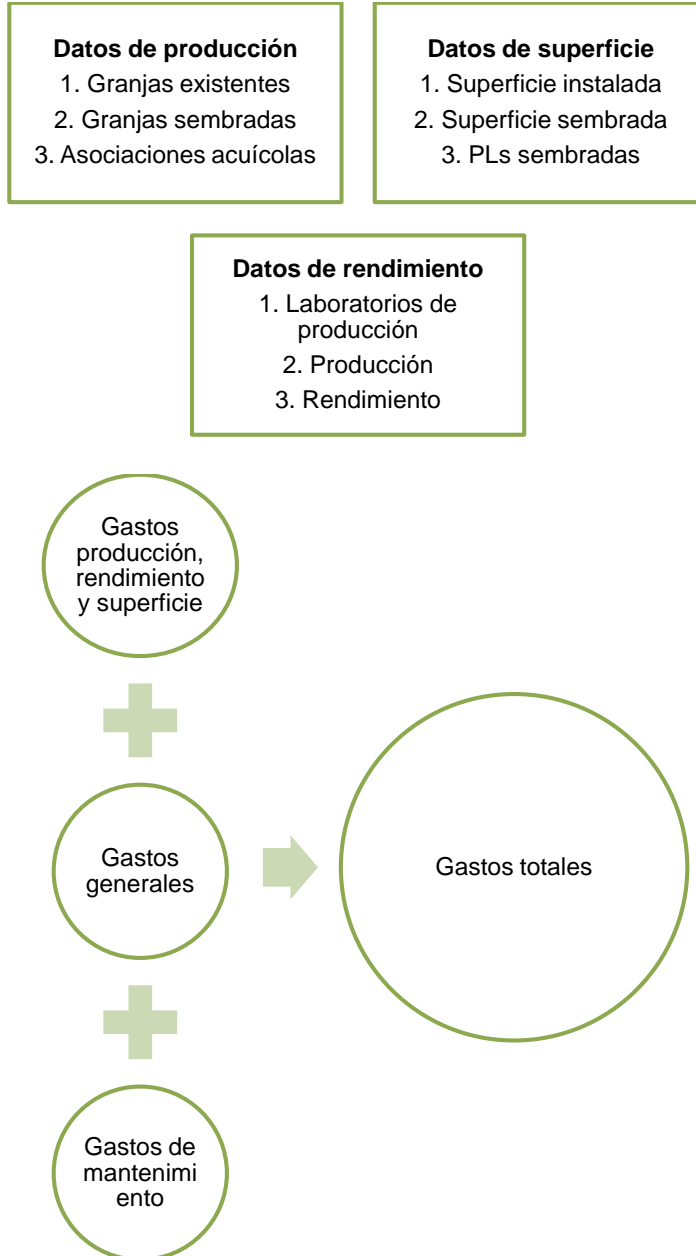 Datos de producción
1. Granjas existentes
2. Granjas sembradas
3. Asociaciones acuícolas
Datos de superficie
1. Superficie instalada
2. Superficie sembrada
3. PLs sembradas
Datos de rendimiento
1. Laboratorios de
producción
2. Producción
3. Rendimiento
Gastos
producción,
rendimiento
y superficie
Gastos
generales
Gastos de
mantenimi
ento
Gastos totales